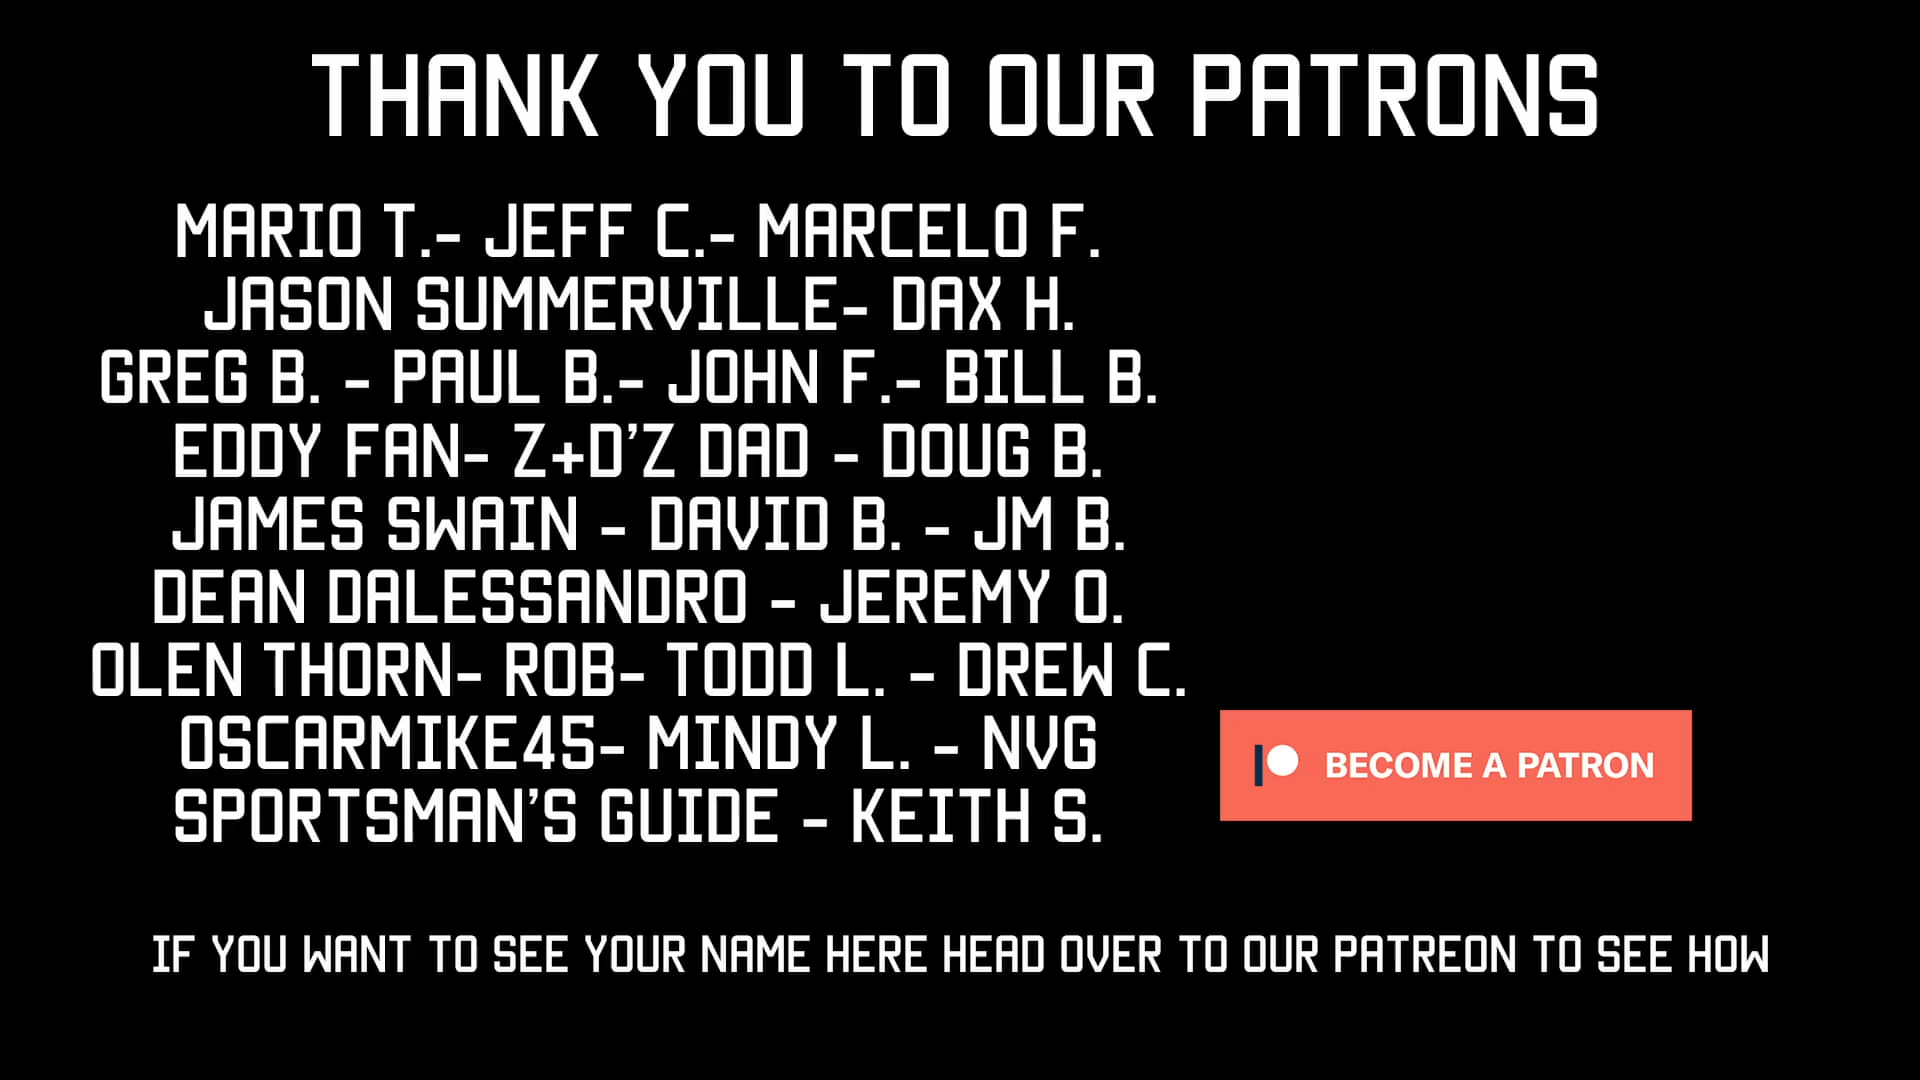 THANK YOU TO OUR PATRONS
MARIO T.- JEFF C.- MARCELO F.
JASON SUMMERVILLE- DAX H.
GREG B. - PAUL B.- JOHN F.- BILL B.
EDDY FAN- Z+D'Z DAD - DOUG B.
JAMES SWAIN - DAVID B. - JM B.
DEAN DALESSANDRO - JEREMY O.
OLEN THORN- ROB- TODD L. - DREW C.
OSCARMIKE45- MINDY L. - NVG
SPORTSMAN'S GUIDE - KEITH S.
BECOME A PATRON
IF YOU WANT TO SEE YOUR NAME HERE HEAD OVER TO OUR PATREON TO SEE HOW